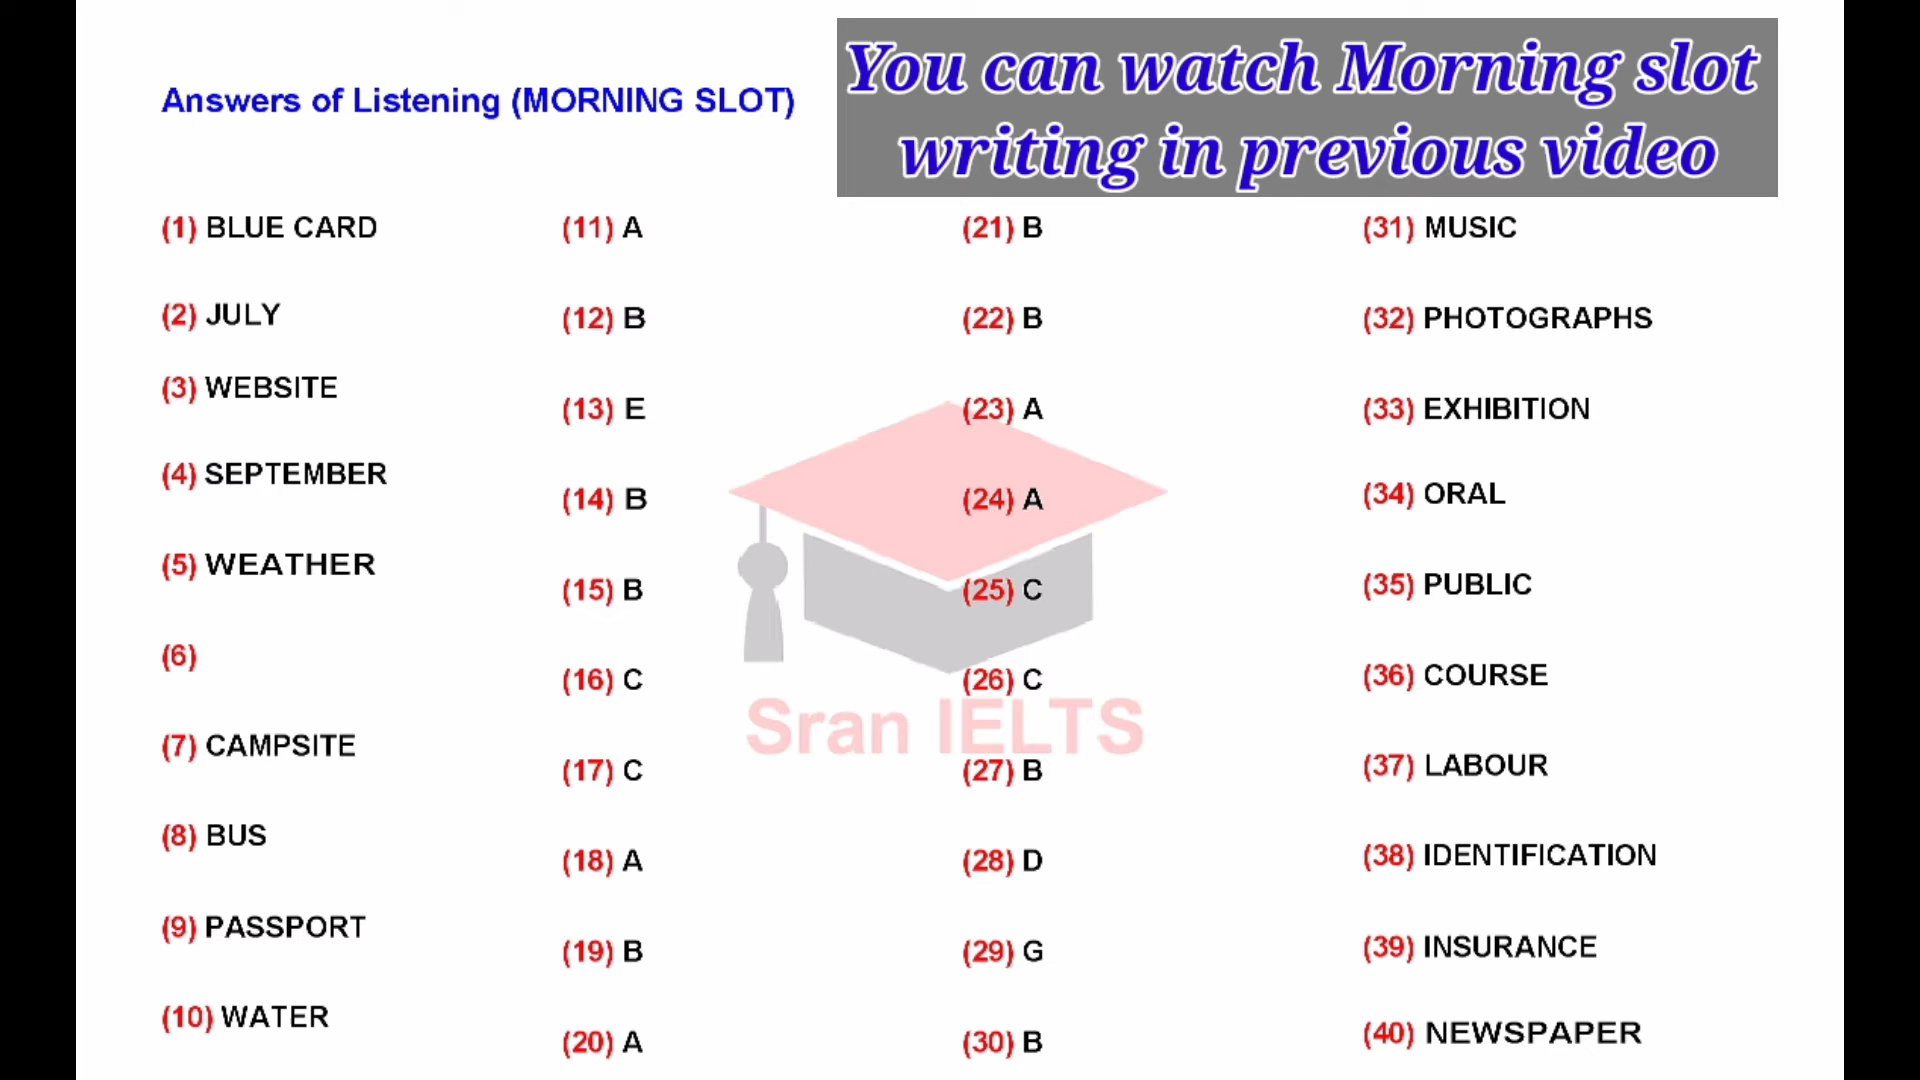 You can watch Morning slot
writing in previous video
Answers of Listening (MORNING SLOT)
(1) BLUE CARD
(2) JULY
(3) WEBSITE
(4) SEPTEMBER
(5) WEATHER
(6)
(7) CAMPSITE
(8) BUS
(9) PASSPORT
(10) WATER
(11) A
(12) B
(13) E
(14) B
(15) B
(16) C
(17) C
(18) A
(19) B
(20) A
(21) B
(22) B
(23) A
(24) A
(25) C
(26) C
(27) B
(28) D
(29) G
(30) B
(31) MUSIC
(32) PHOTOGRAPHS
(33) EXHIBITION
(34) ORAL
(35) PUBLIC
(36) COURSE
(37) LABOUR
(38) IDENTIFICATION
(39) INSURANCE
(40) NEWSPAPER
Sran IELTS